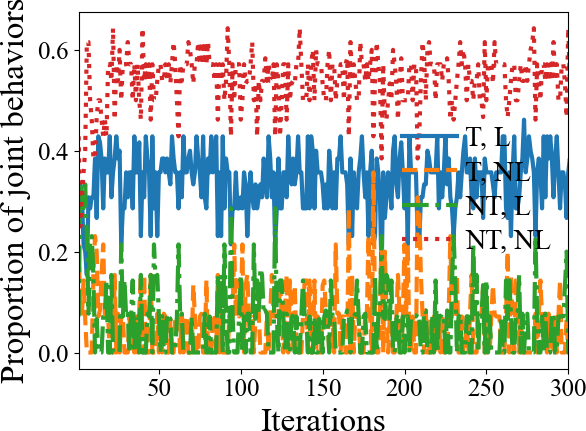 Proportion of joint behaviors
0.6
0.4
0.2
0.0
T, L
T, NL
NT, L
NT, NL
50
100
150
200
250
300
Iterations